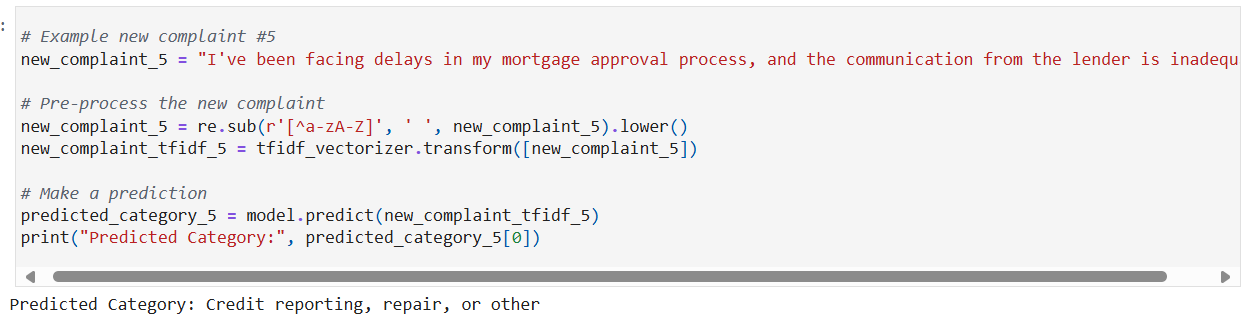 :
# Example new complaint #5
new_complaint_5 = "I've been facing delays in my mortgage approval process, and the communication from the lender is inadequ
# Pre-process the new complaint
new_complaint_5 = re.sub(r'[^a-zA-Z]', ' ', new_complaint_5).lower()
new_complaint_tfidf_5 = tfidf_vectorizer.transform([new_complaint_5])
# Make a prediction
predicted_category_5 = model.predict(new_complaint_tfidf_5)
print("Predicted Category:", predicted_category_5[0])
Predicted Category: Credit reporting, repair, or other